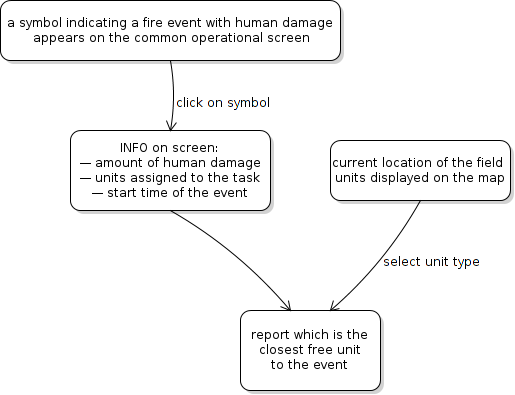 a symbol indicating a fire event with human damage
appears on the common operational screen
click on symbol
INFO on screen:
— amount of human damage
— units assigned to the task
— start time of the event
current location of the field
units displayed on the map
select unit type
report which is the
closest free unit
to the event